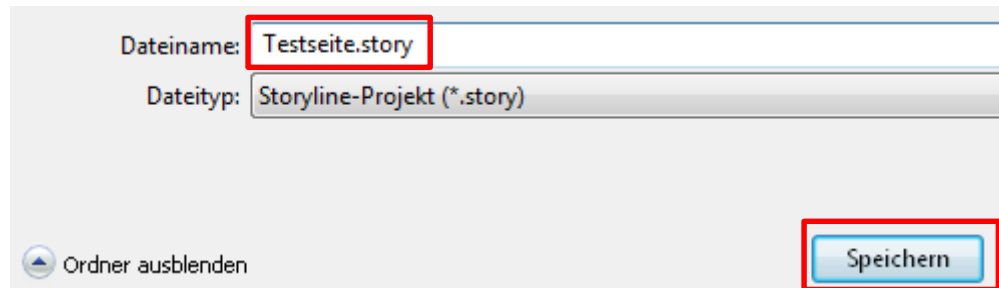 Dateiname: Testseite.story
Dateityp: Storyline-Projekt (*.story)
Ordner ausblenden
Speichern